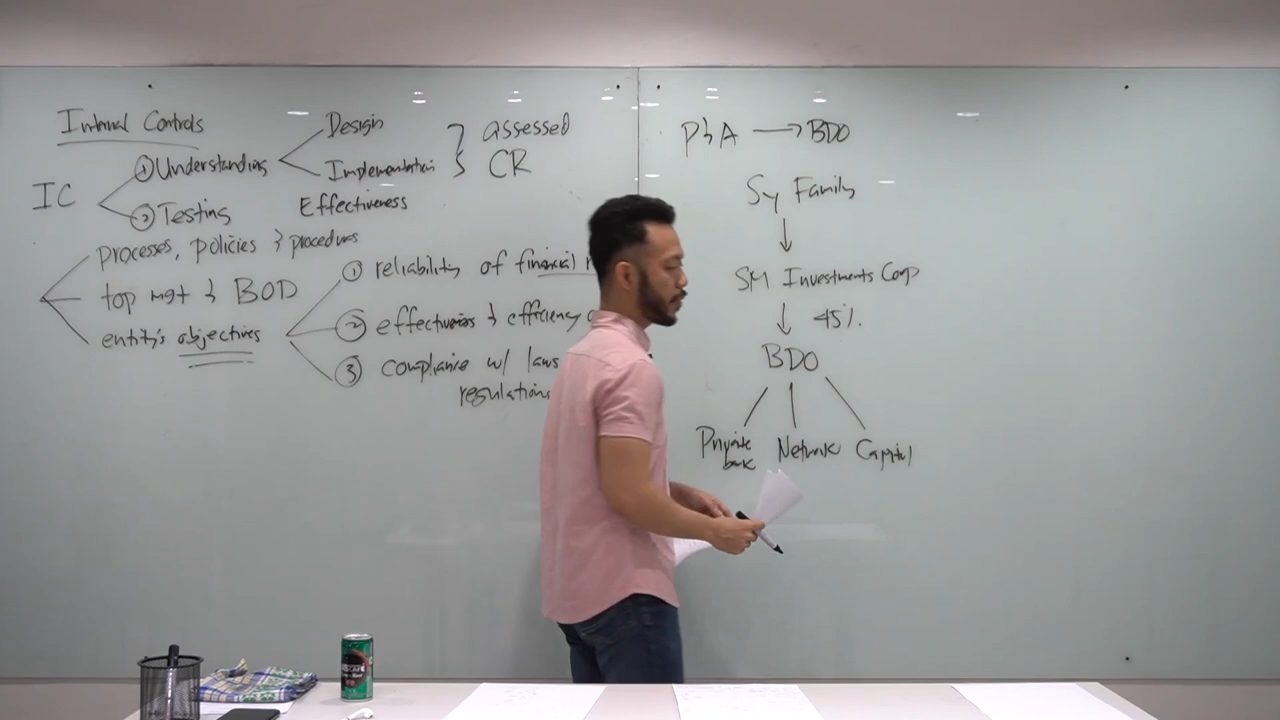 Internal Controls
IC
① Understanding
Design
Implementation
assessed
CR
② Testing
Effectiveness
processes, policies & procedures
top mgt & BOD
entity's objectives
① reliability of financial
② effectiveness & efficiency
③ compliance w/ laws
regulations
P&A → BDO
Sy Family
↓
SM Investments Corp
↓ 45%.
BDO
Private
bank
Network
Capital